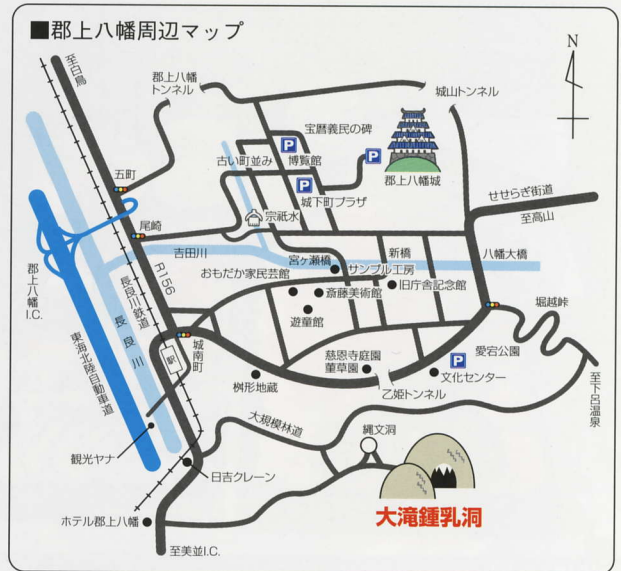 ■郡上八幡周辺マップ
N
至白鳥
郡上八幡
トンネル
城山トンネル
宝暦義民の碑
P
博覧館
P
古い町並み
郡上八幡城
五町
P
城下町プラザ
せせらぎ街道
至高山
宗祇水
尾崎
吉田川
宮ヶ瀬橋
新橋
八幡大橋
おもだか家民芸館
サンプル工房
郡上八幡
I.C.
R156
長良川鉄道
長良川
斎藤美術館
旧庁舎記念館
堀越峠
遊童館
東海北陸自動車道
城南町
駅
慈恩寺庭園
菫草園
P
愛宕公園
文化センター
桝形地蔵
乙姫トンネル
至下呂温泉
大規模林道
縄文洞
観光ヤナ
日吉クレーン
大滝鍾乳洞
ホテル郡上八幡
至美並I.C.